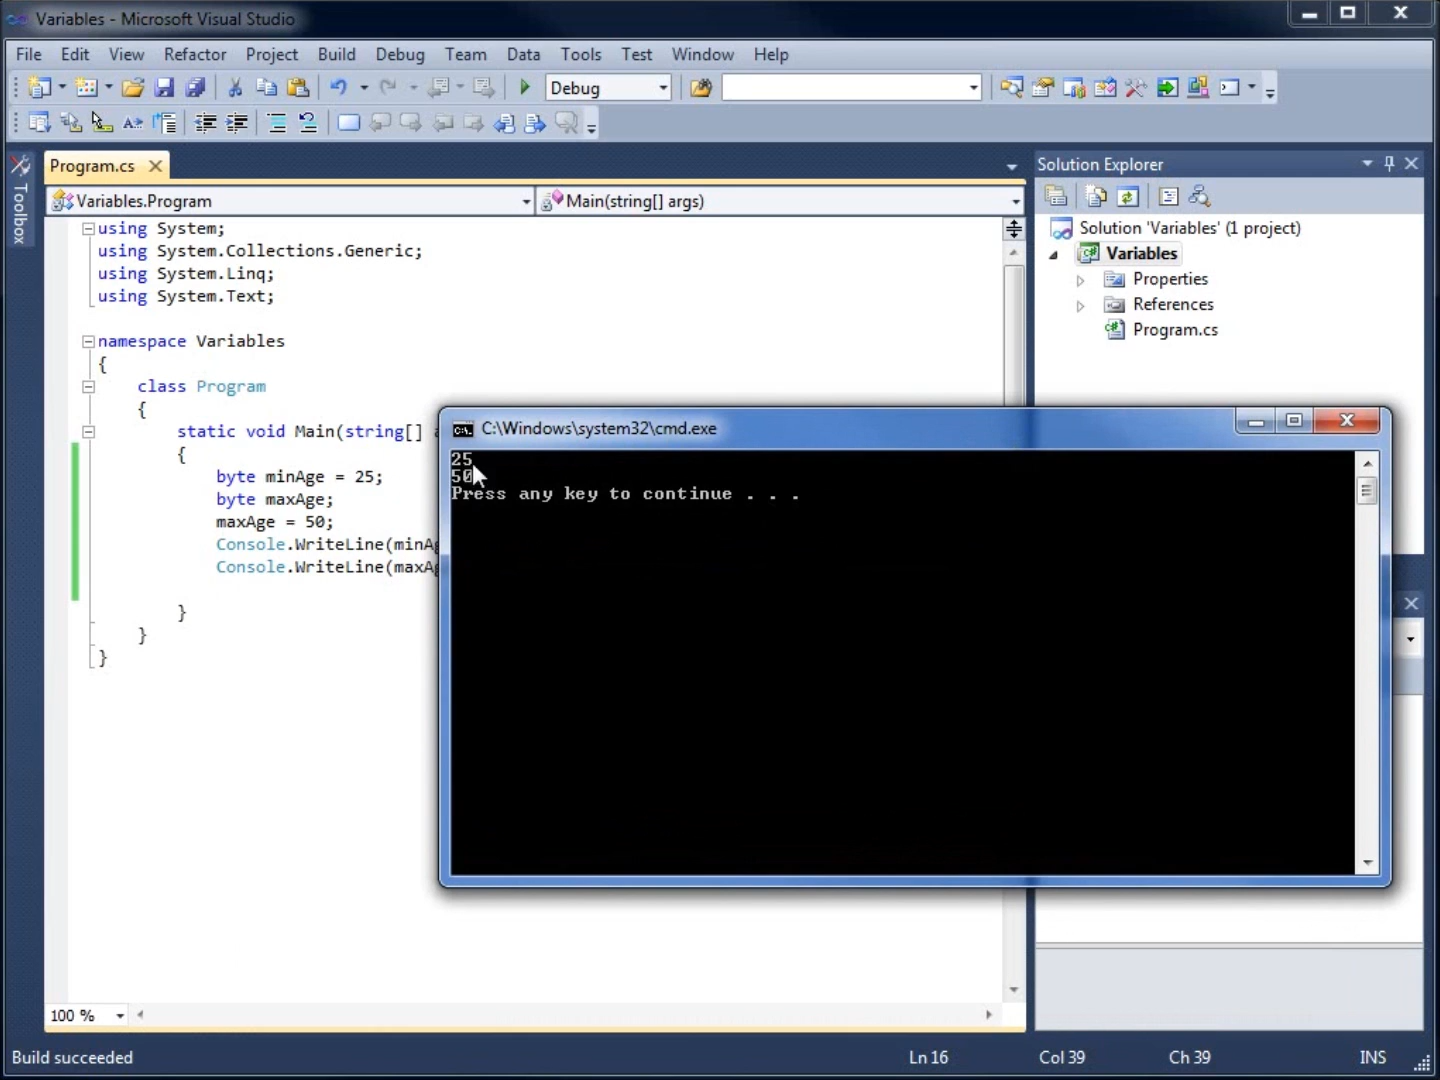 Variables - Microsoft Visual Studio
File Edit View Refactor Project Build Debug Team Data Tools Test Window Help
Debug
Toolbox
Program.cs
Variables.Program
Main(string[] args)
using System;
using System.Collections.Generic;
using System.Linq;
using System.Text;
namespace Variables
{
class Program
{
static void Main(string[]
{
byte minAge = 25;
byte maxAge;
maxAge = 50;
Console.WriteLine(minAg
Console.WriteLine(maxAg
}
}
}
100 %
Solution Explorer
Solution 'Variables' (1 project)
Variables
Properties
References
Program.cs
C:\Windows\system32\cmd.exe
25
50
Press any key to continue . . .
Build succeeded
Ln 16
Col 39
Ch 39
INS